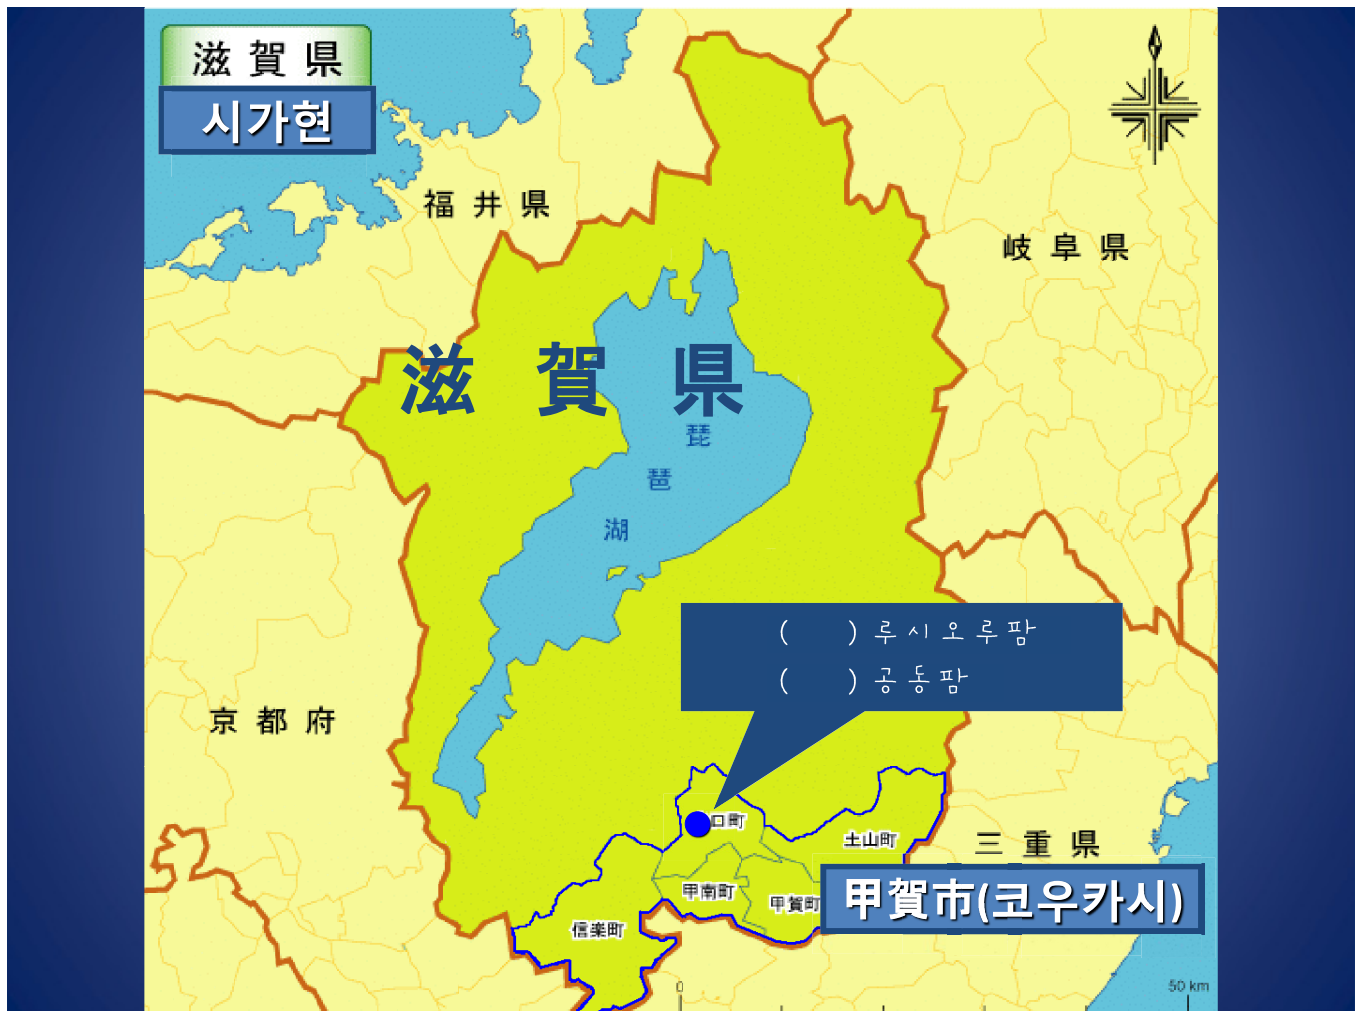 滋賀県
시가현
福井県
岐阜県
滋賀県
琵
琶
湖
(    ) 루시오루팜
(    ) 공동팜
京都府
口町
土山町
三重県
甲南町
甲賀町
甲賀市(코우카시)
信楽町
0
50 km